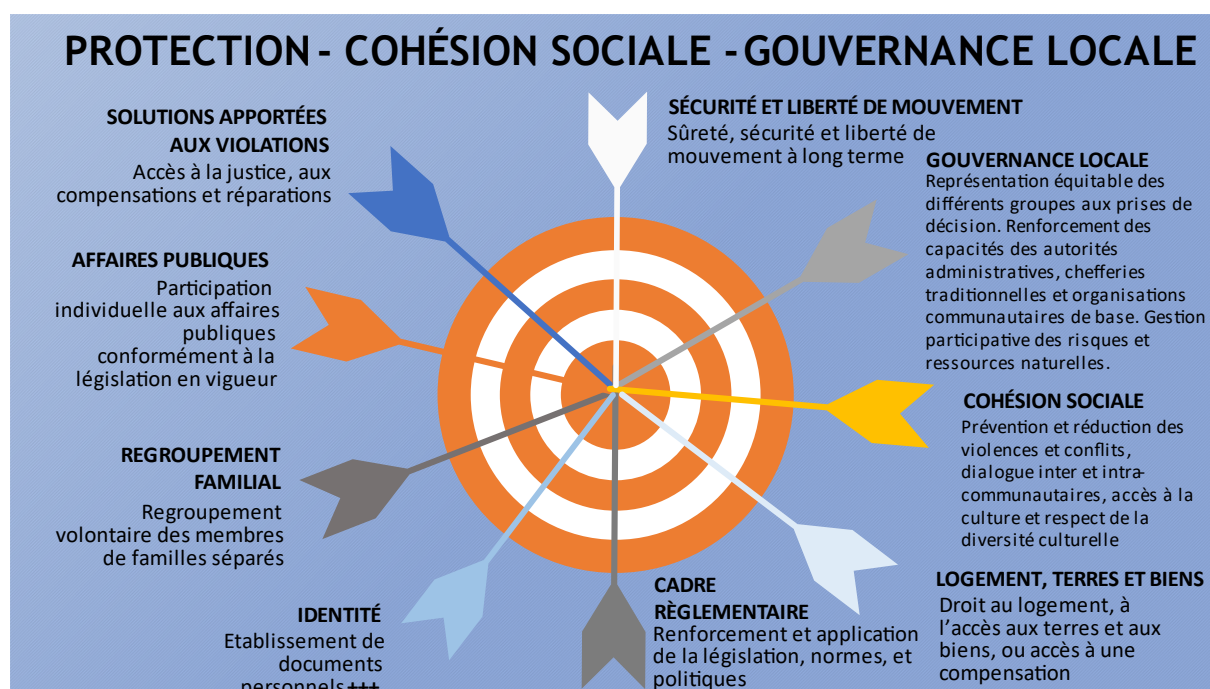 PROTECTION - COHÉSION SOCIALE - GOUVERNANCE LOCALE
SOLUTIONS APPORTÉES
AUX VIOLATIONS
Accès à la justice, aux
compensations et réparations
AFFAIRES PUBLIQUES
Participation
individuelle aux affaires
publiques
conformément à la
législation en vigueur
REGROUPEMENT
FAMILIAL
Regroupement
volontaire des membres
de familles séparés
IDENTITÉ
Etablissement de
documents
personnels+++
SÉCURITÉ ET LIBERTÉ DE MOUVEMENT
Sûreté, sécurité et liberté de
mouvement à long terme
GOUVERNANCE LOCALE
Représentation équitable des
différents groupes aux prises de
décision. Renforcement des
capacités des autorités
administratives, chefferies
traditionnelles et organisations
communautaires de base. Gestion
participative des risques et
ressources naturelles.
COHÉSION SOCIALE
Prévention et réduction des
violences et conflits,
dialogue inter et intra-
communautaires, accès à la
culture et respect de la
diversité culturelle
LOGEMENT, TERRES ET BIENS
Droit au logement, à
l'accès aux terres et aux
biens, ou accès à une
compensation
CADRE
RÈGLEMENTAIRE
Renforcement et application
de la législation, normes, et
politiques